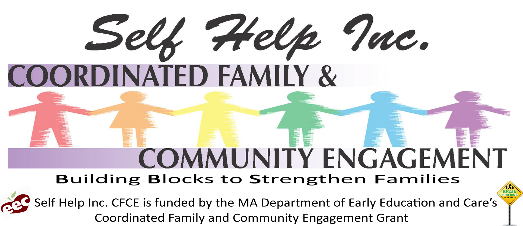 Self Help Inc.
COORDINATED FAMILY &
COMMUNITY ENGAGEMENT
Building Blocks to Strengthen Families
eec
Self Help Inc. CFCE is funded by the MA Department of Early Education and Care's
Coordinated Family and Community Engagement Grant